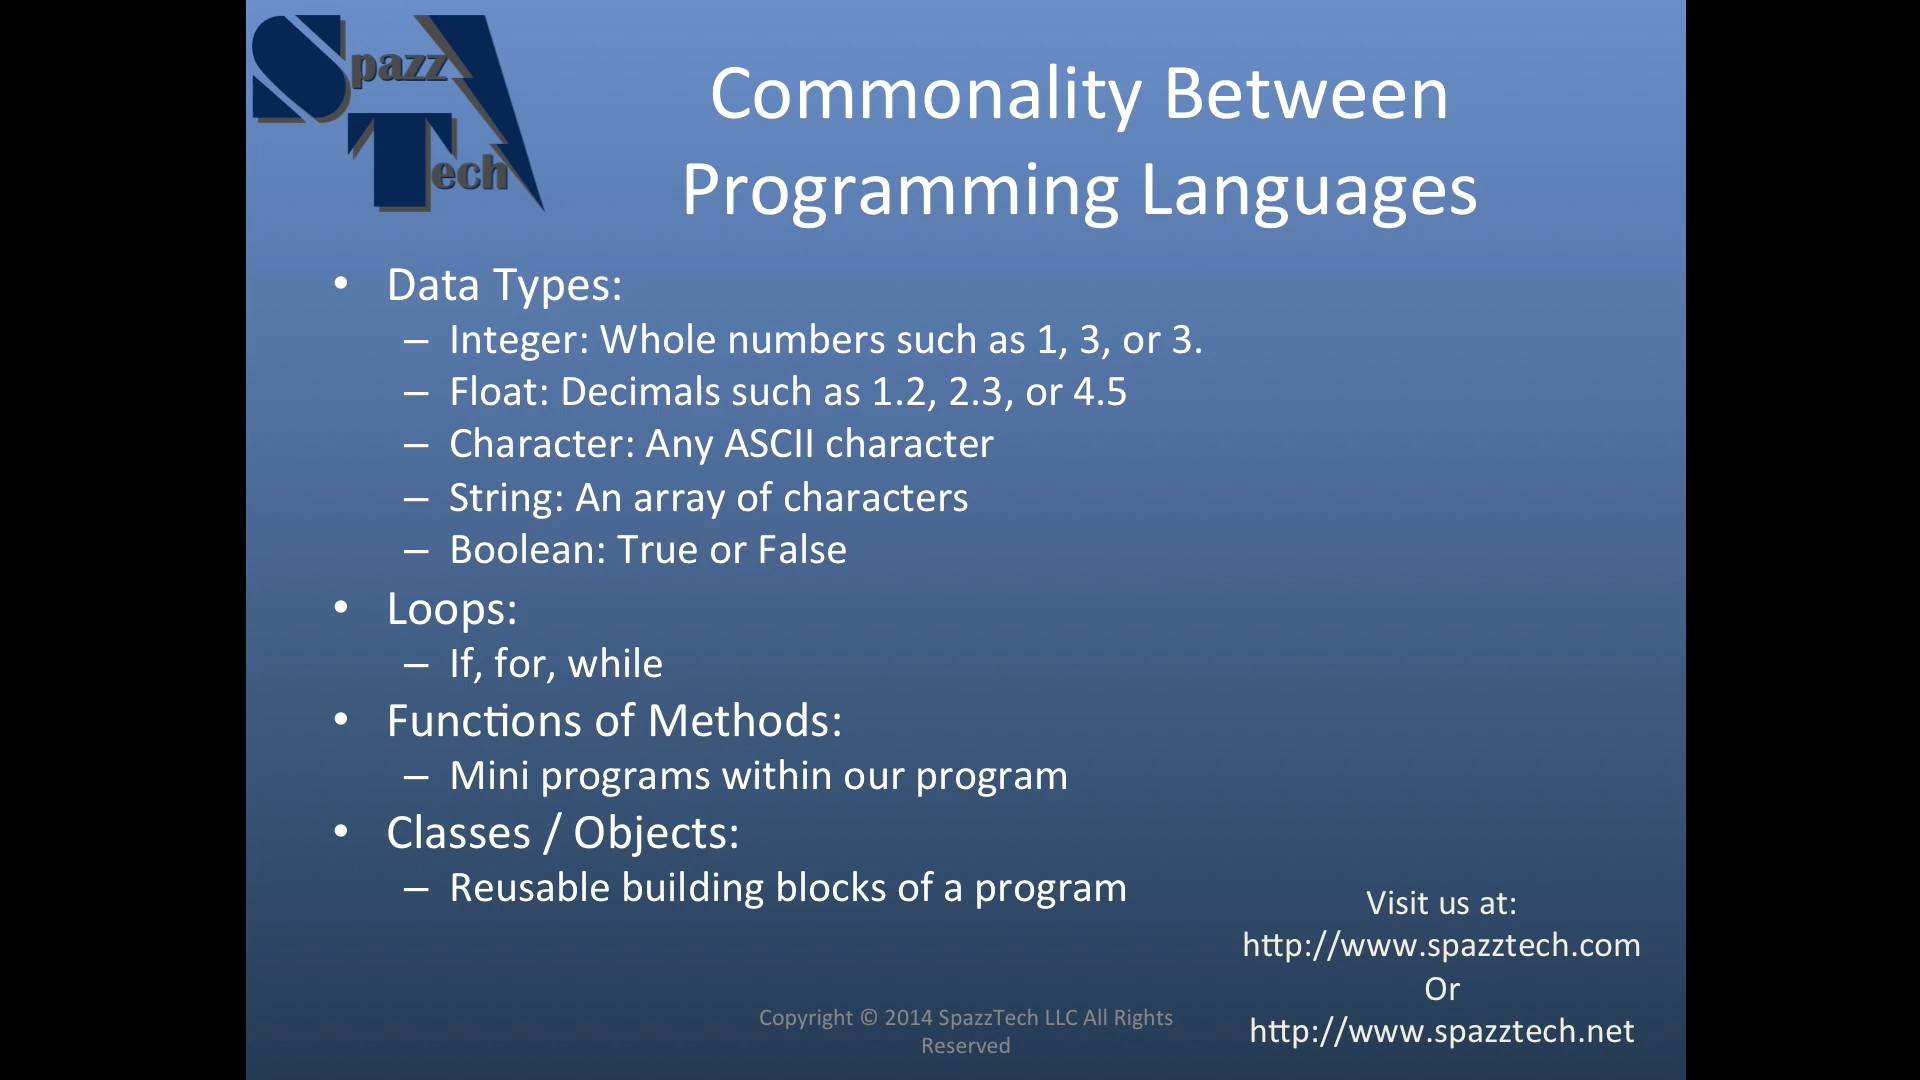 Spazz
Tech
Commonality Between
Programming Languages
• Data Types:
– Integer: Whole numbers such as 1, 3, or 3.
– Float: Decimals such as 1.2, 2.3, or 4.5
– Character: Any ASCII character
– String: An array of characters
– Boolean: True or False
• Loops:
– If, for, while
• Functions of Methods:
– Mini programs within our program
• Classes / Objects:
– Reusable building blocks of a program
Visit us at:
http://www.spazztech.com
Or
http://www.spazztech.net
Copyright © 2014 SpazzTech LLC All Rights
Reserved